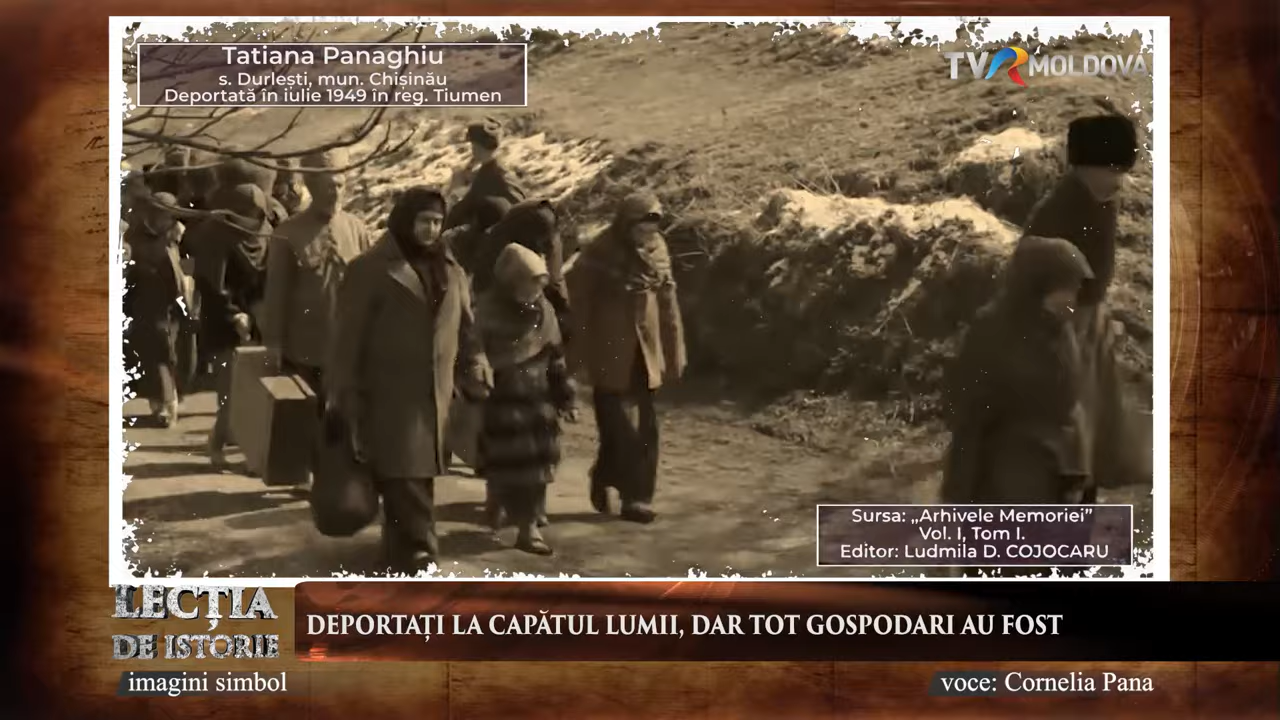 Tatiana Panaghiu
s. Durlești, mun. Chișinău
Deportată în iulie 1949 în reg. Tiumen
TVR MOLDOVA
Sursa: „Arhivele Memoriei”
Vol. I, Tom I.
Editor: Ludmila D. COJOCARU
LECȚIA
DE ISTORIE
DEPORTAȚI LA CAPĂTUL LUMII, DAR TOT GOSPODARI AU FOST
imagini simbol
voce: Cornelia Pana